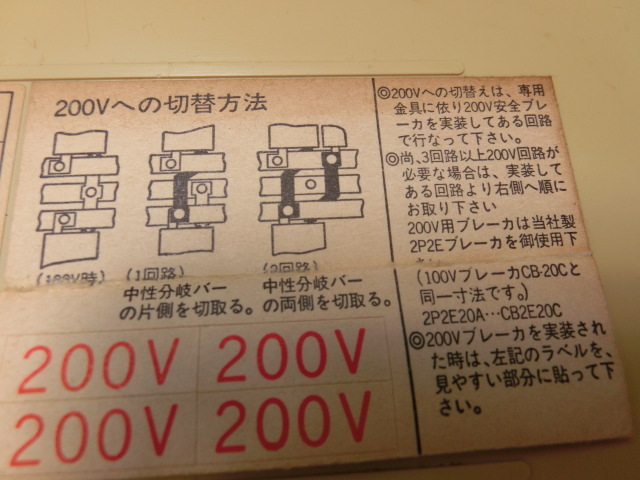 200Vへの切替方法
(100V時)
(1回路)
中性分岐バー
の片側を切取る。
(2回路)
中性分岐バー
の両側を切取る。
200V
200V
200V
200V
◎200Vへの切替えは、専用
金具に依り200V安全ブレ
ーカを実装してある回路
で行なって下さい。
◎尚、3回路以上200V回路が
必要な場合は、実装して
ある回路より右側へ順に
お取り下さい
200V用ブレーカは当社製
2P2Eブレーカを御使用下
(100VブレーカCB-20Cと
同一寸法です。)
2P2E20A…CB2E20C
◎200Vブレーカを実装され
た時は、左記のラベルを、
見やすい部分に貼って下
さい。